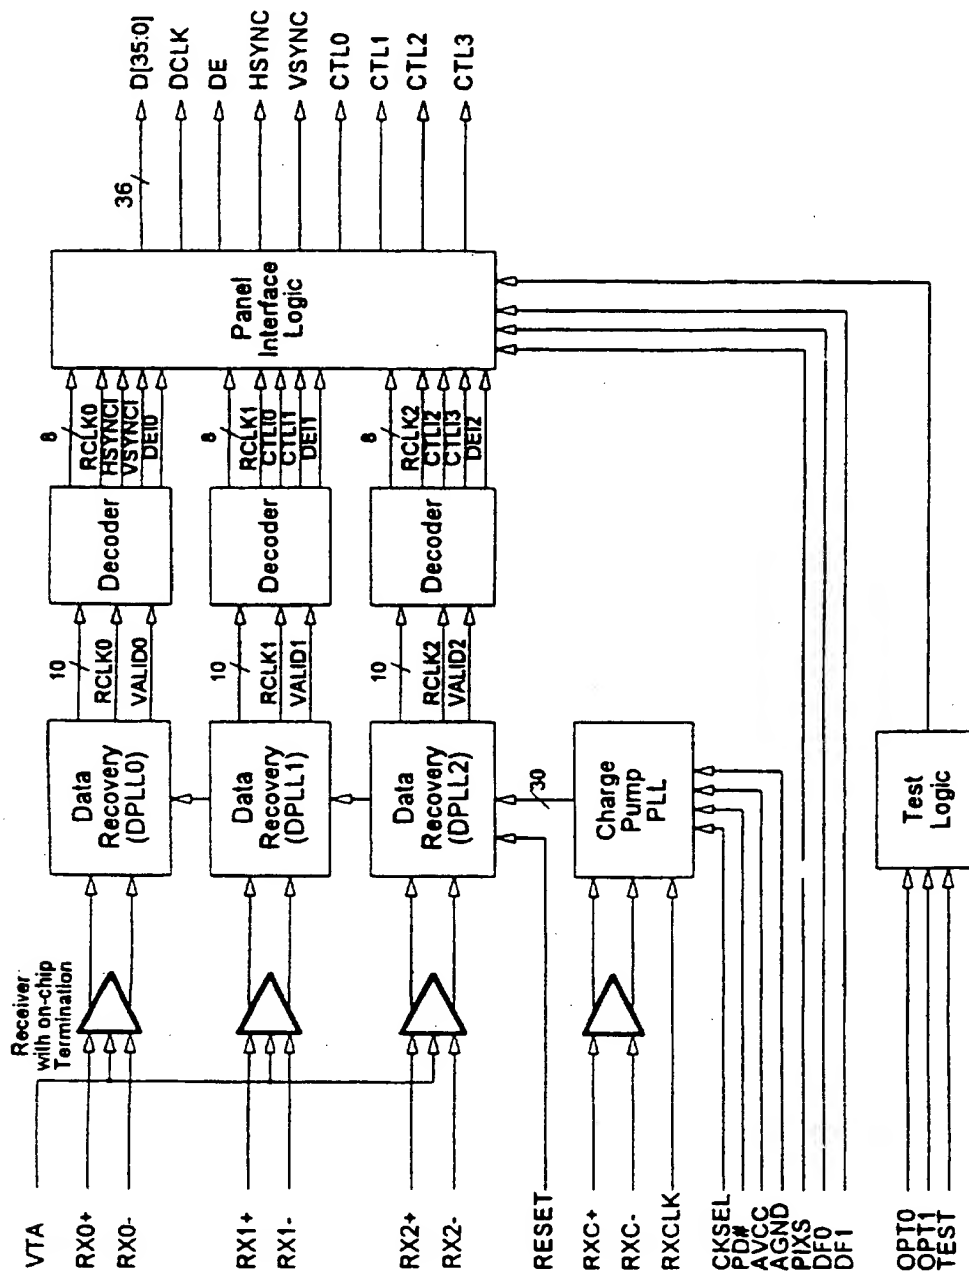 VTA
RX0+
RX0-
RX1+
RX1-
RX2+
RX2-
RESET
RXC+
RXC-
RXCLK
CKSEL
PD#
AVCC
AGND
PIXS
DF0
DF1
OPT0
OPT1
TEST
Receiver
with on-chip
Termination
Data
Recovery
(DPLL0)
Data
Recovery
(DPLL1)
Data
Recovery
(DPLL2)
30
Charge
Pump
PLL
Test
Logic
10
RCLK0
VALID0
10
RCLK1
VALID1
10
RCLK2
VALID2
Decoder
Decoder
Decoder
8
RCLK0
HSYNCI
VSYNCI
DEI0
8
RCLK1
CTLI0
CTLI1
DEI1
8
RCLK2
CTLI2
CTLI3
DEI2
Panel
Interface
Logic
36
D[35:0]
DCLK
DE
HSYNC
VSYNC
CTL0
CTL1
CTL2
CTL3